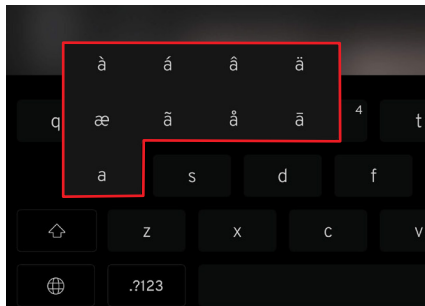 à á â ä
q æ ã å ā 4 t
a s d f
z x c v
.?123